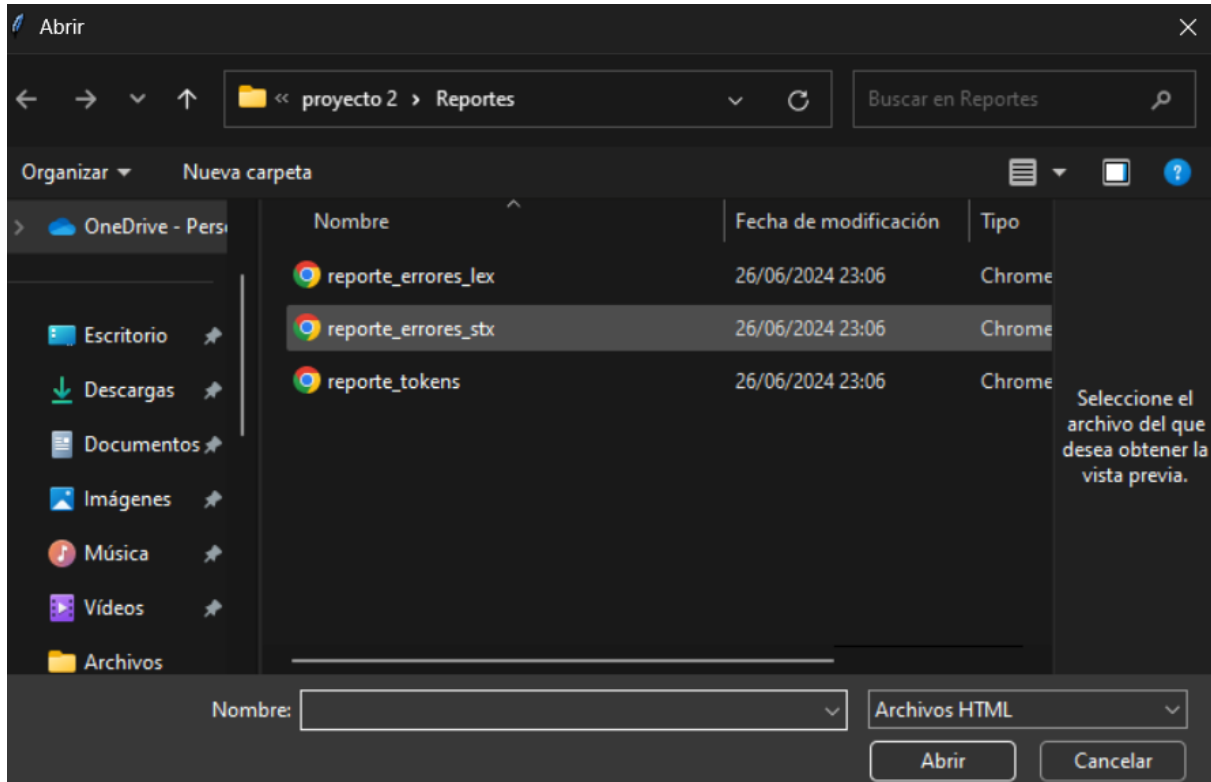 Abrir
proyecto 2 Reportes
Buscar en Reportes
Organizar Nueva carpeta
OneDrive - Pers
Nombre Fecha de modificación Tipo
reporte_errores_lex 26/06/2024 23:06 Chrome
reporte_errores_stx 26/06/2024 23:06 Chrome
reporte_tokens 26/06/2024 23:06 Chrome
Escritorio
Descargas
Documentos
Imágenes
Música
Vídeos
Archivos
Seleccione el
archivo del que
desea obtener la
vista previa.
Nombre:
Archivos HTML
Abrir Cancelar